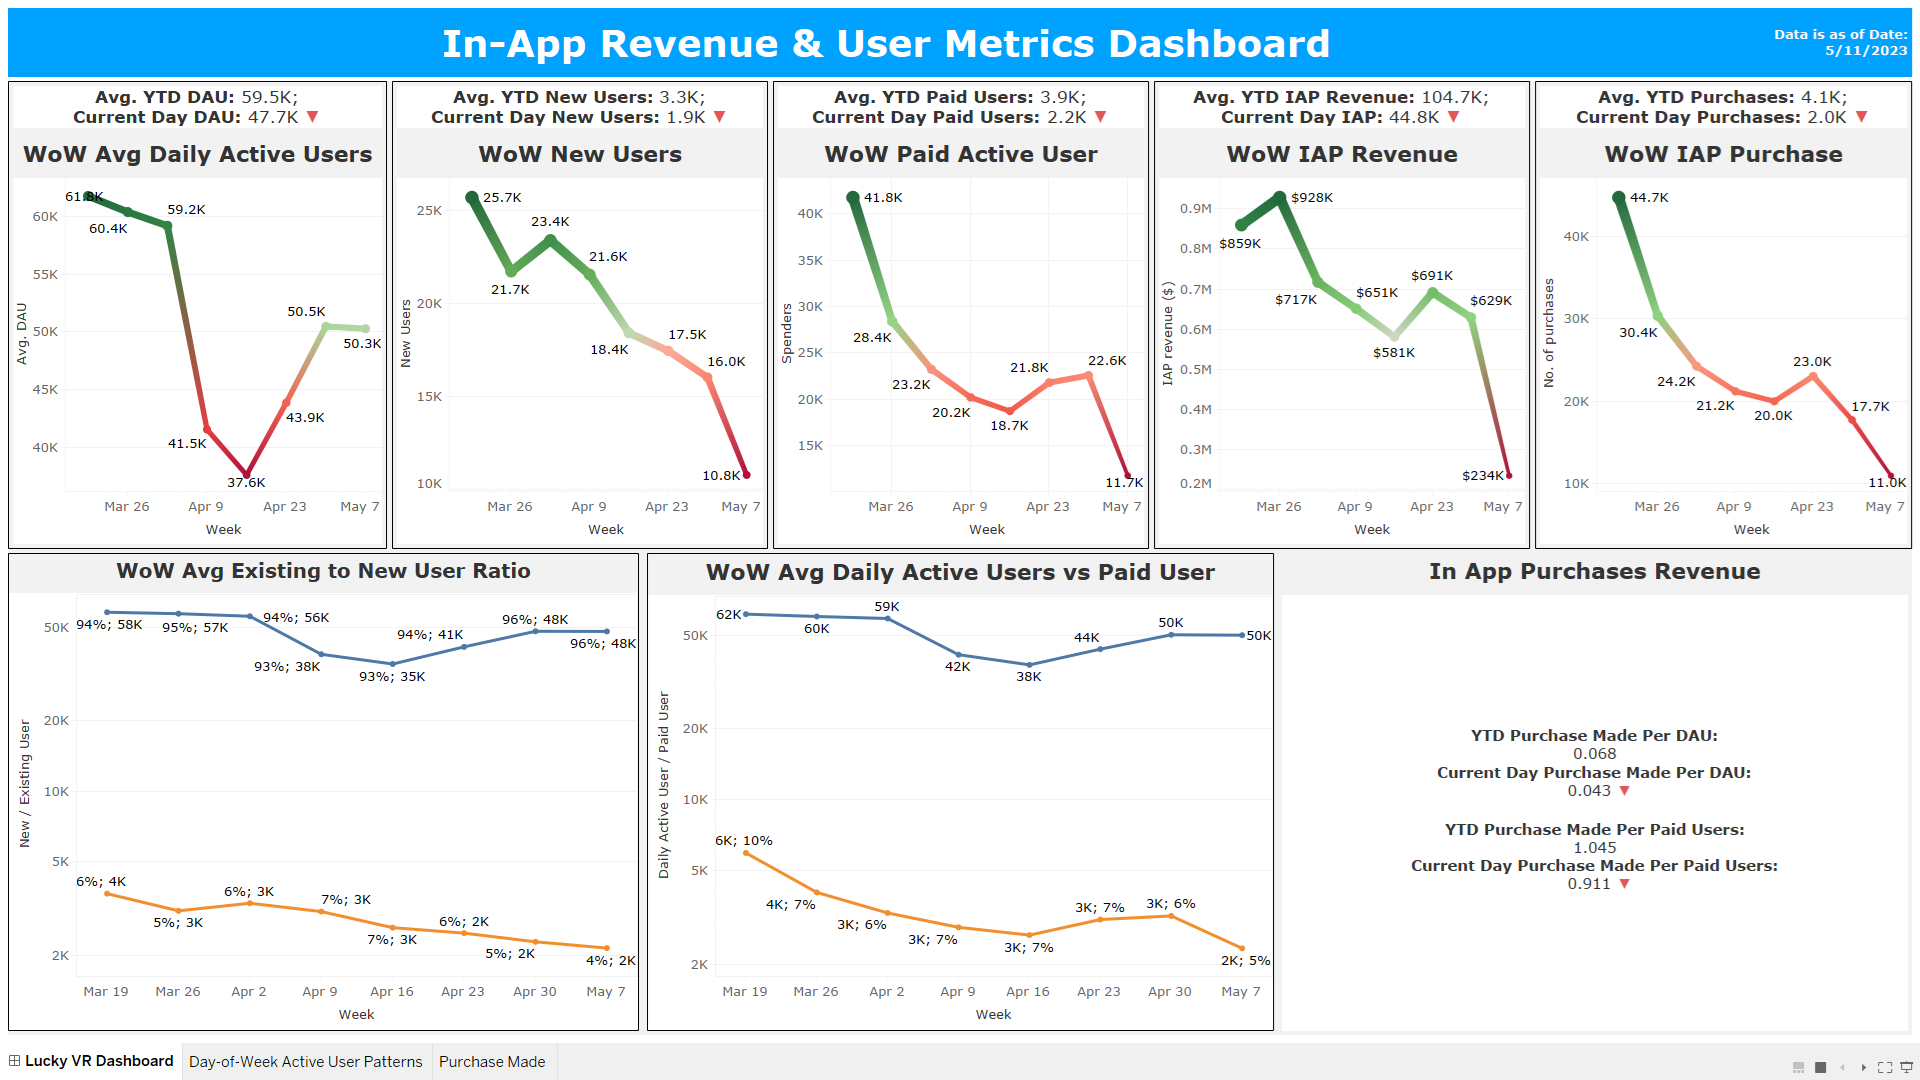 In-App Revenue & User Metrics Dashboard
Data is as of Date:
5/11/2023
Avg. YTD DAU: 59.5K;
Current Day DAU: 47.7K ▼
WoW Avg Daily Active Users
61.8K
60.4K
59.2K
41.5K
37.6K
43.9K
50.5K
50.3K
60K
55K
50K
45K
40K
Avg. DAU
Mar 26 Apr 9 Apr 23 May 7
Week
Avg. YTD New Users: 3.3K;
Current Day New Users: 1.9K ▼
WoW New Users
25.7K
21.7K
23.4K
21.6K
18.4K
17.5K
16.0K
10.8K
25K
20K
15K
10K
New Users
Mar 26 Apr 9 Apr 23 May 7
Week
Avg. YTD Paid Users: 3.9K;
Current Day Paid Users: 2.2K ▼
WoW Paid Active User
41.8K
28.4K
23.2K
20.2K
18.7K
21.8K
22.6K
11.7K
40K
35K
30K
25K
20K
15K
Spenders
Mar 26 Apr 9 Apr 23 May 7
Week
Avg. YTD IAP Revenue: 104.7K;
Current Day IAP: 44.8K ▼
WoW IAP Revenue
$859K
$928K
$717K
$651K
$581K
$691K
$629K
$234K
0.9M
0.8M
0.7M
0.6M
0.5M
0.4M
0.3M
0.2M
IAP revenue ($)
Mar 26 Apr 9 Apr 23 May 7
Week
Avg. YTD Purchases: 4.1K;
Current Day Purchases: 2.0K ▼
WoW IAP Purchase
44.7K
30.4K
24.2K
21.2K
20.0K
23.0K
17.7K
11.0K
40K
30K
20K
10K
No. of purchases
Mar 26 Apr 9 Apr 23 May 7
Week
WoW Avg Existing to New User Ratio
94%; 58K
95%; 57K
94%; 56K
93%; 38K
93%; 35K
94%; 41K
96%; 48K
96%; 48K
6%; 4K
5%; 3K
6%; 3K
7%; 3K
7%; 3K
6%; 2K
5%; 2K
4%; 2K
50K
20K
10K
5K
2K
New / Existing User
Mar 19 Mar 26 Apr 2 Apr 9 Apr 16 Apr 23 Apr 30 May 7
Week
WoW Avg Daily Active Users vs Paid User
62K
60K
59K
42K
38K
44K
50K
50K
6K; 10%
4K; 7%
3K; 6%
3K; 7%
3K; 7%
3K; 7%
3K; 6%
2K; 5%
50K
20K
10K
5K
2K
Daily Active User / Paid User
Mar 19 Mar 26 Apr 2 Apr 9 Apr 16 Apr 23 Apr 30 May 7
Week
In App Purchases Revenue
YTD Purchase Made Per DAU:
0.068
Current Day Purchase Made Per DAU:
0.043 ▼
YTD Purchase Made Per Paid Users:
1.045
Current Day Purchase Made Per Paid Users:
0.911 ▼
Lucky VR Dashboard
Day-of-Week Active User Patterns
Purchase Made